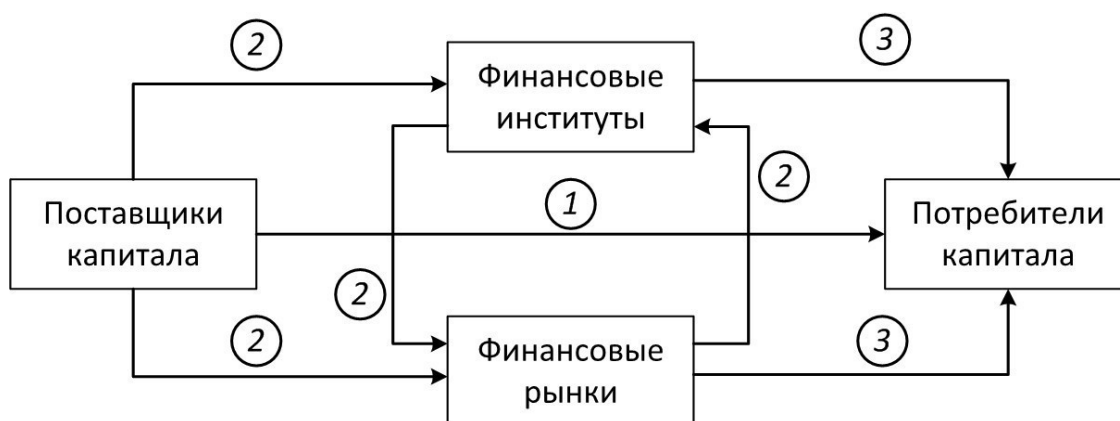 2
3
Финансовые
институты
2
Поставщики
капитала
1
Потребители
капитала
2
2
Финансовые
рынки
3